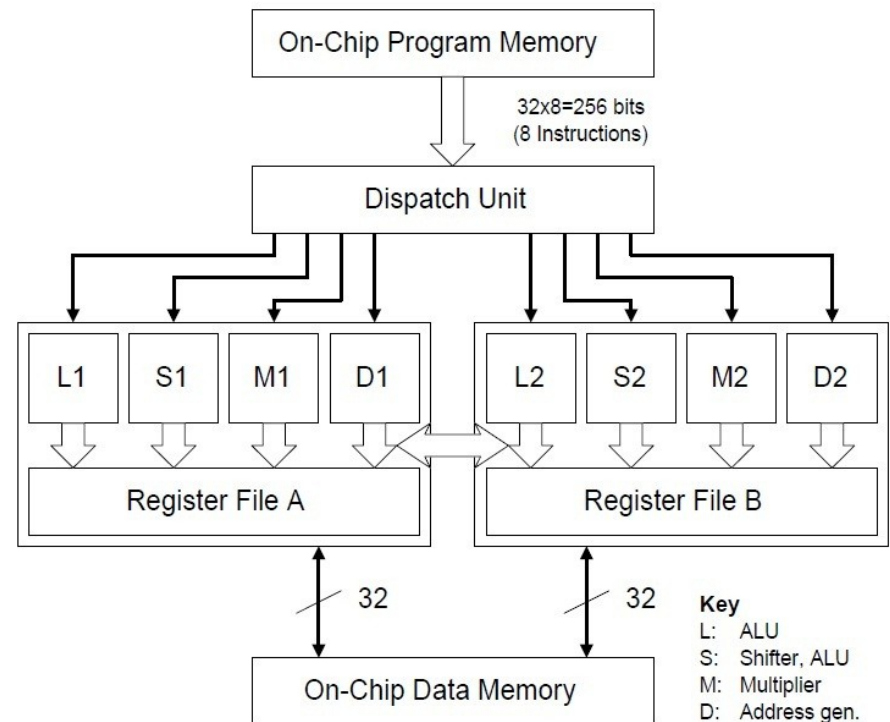 On-Chip Program Memory
32x8=256 bits
(8 Instructions)
Dispatch Unit
L1
S1
M1
D1
L2
S2
M2
D2
Register File A
Register File B
32
32
Key
L: ALU
S: Shifter, ALU
M: Multiplier
D: Address gen.
On-Chip Data Memory